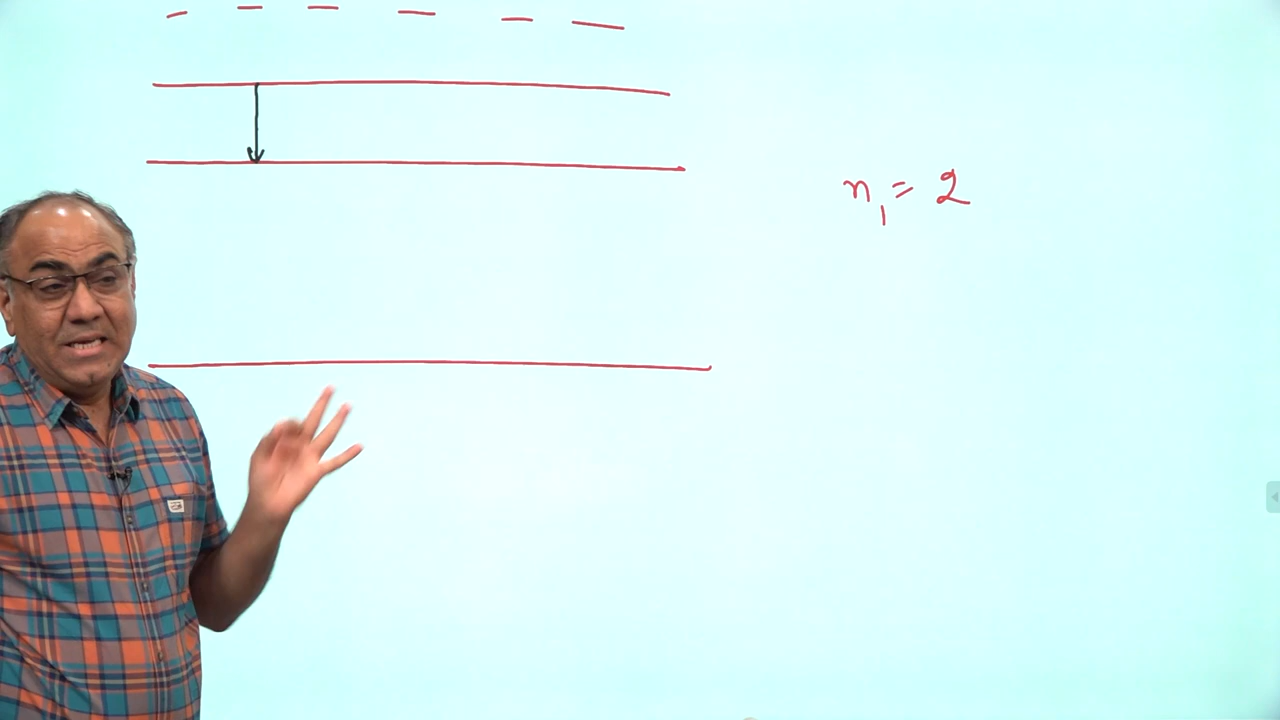 n₁ = 2